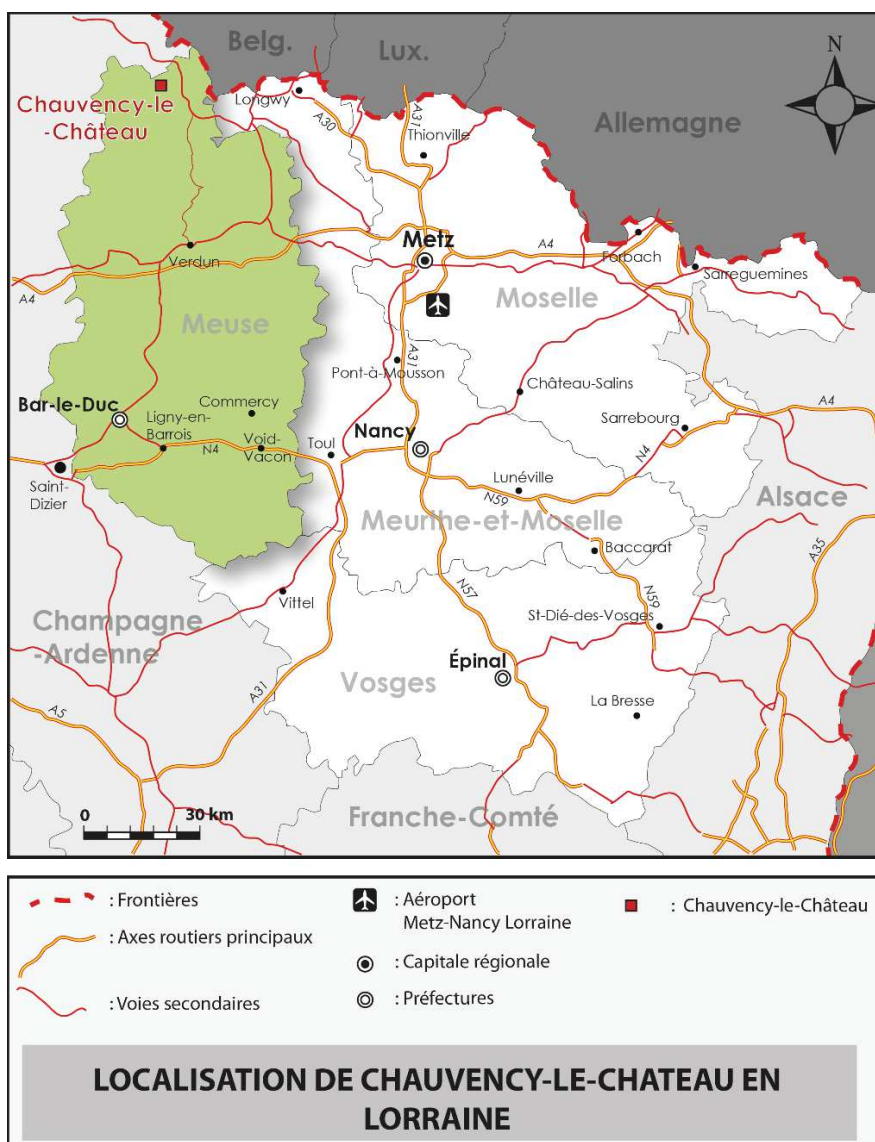 Belg.
Lux.
N
Chauvency-le
-Château
Longwy
A30
A31
Thionville
Allemagne
Metz
A4
Forbach
Sarreguemines
Verdun
A4
Moselle
Meuse
A31
Pont-à-Mousson
Château-Salins
Commercy
Bar-le-Duc
Ligny-en-
Barrois
N4
Void-
Vacon
Toul
Nancy
Sarrebourg
A4
N4
Saint-
Dizier
Lunéville
N59
Alsace
Meurthe-et-Moselle
Baccarat
A35
N57
N59
Vittel
St-Dié-des-Vosges
Champagne
-Ardenne
Épinal
Vosges
A31
La Bresse
A5
0
30 km
Franche-Comté
: Frontières
: Axes routiers principaux
: Voies secondaires
: Aéroport
Metz-Nancy Lorraine
: Capitale régionale
: Préfectures
: Chauvency-le-Château
LOCALISATION DE CHAUVENCY-LE-CHATEAU EN
LORRAINE